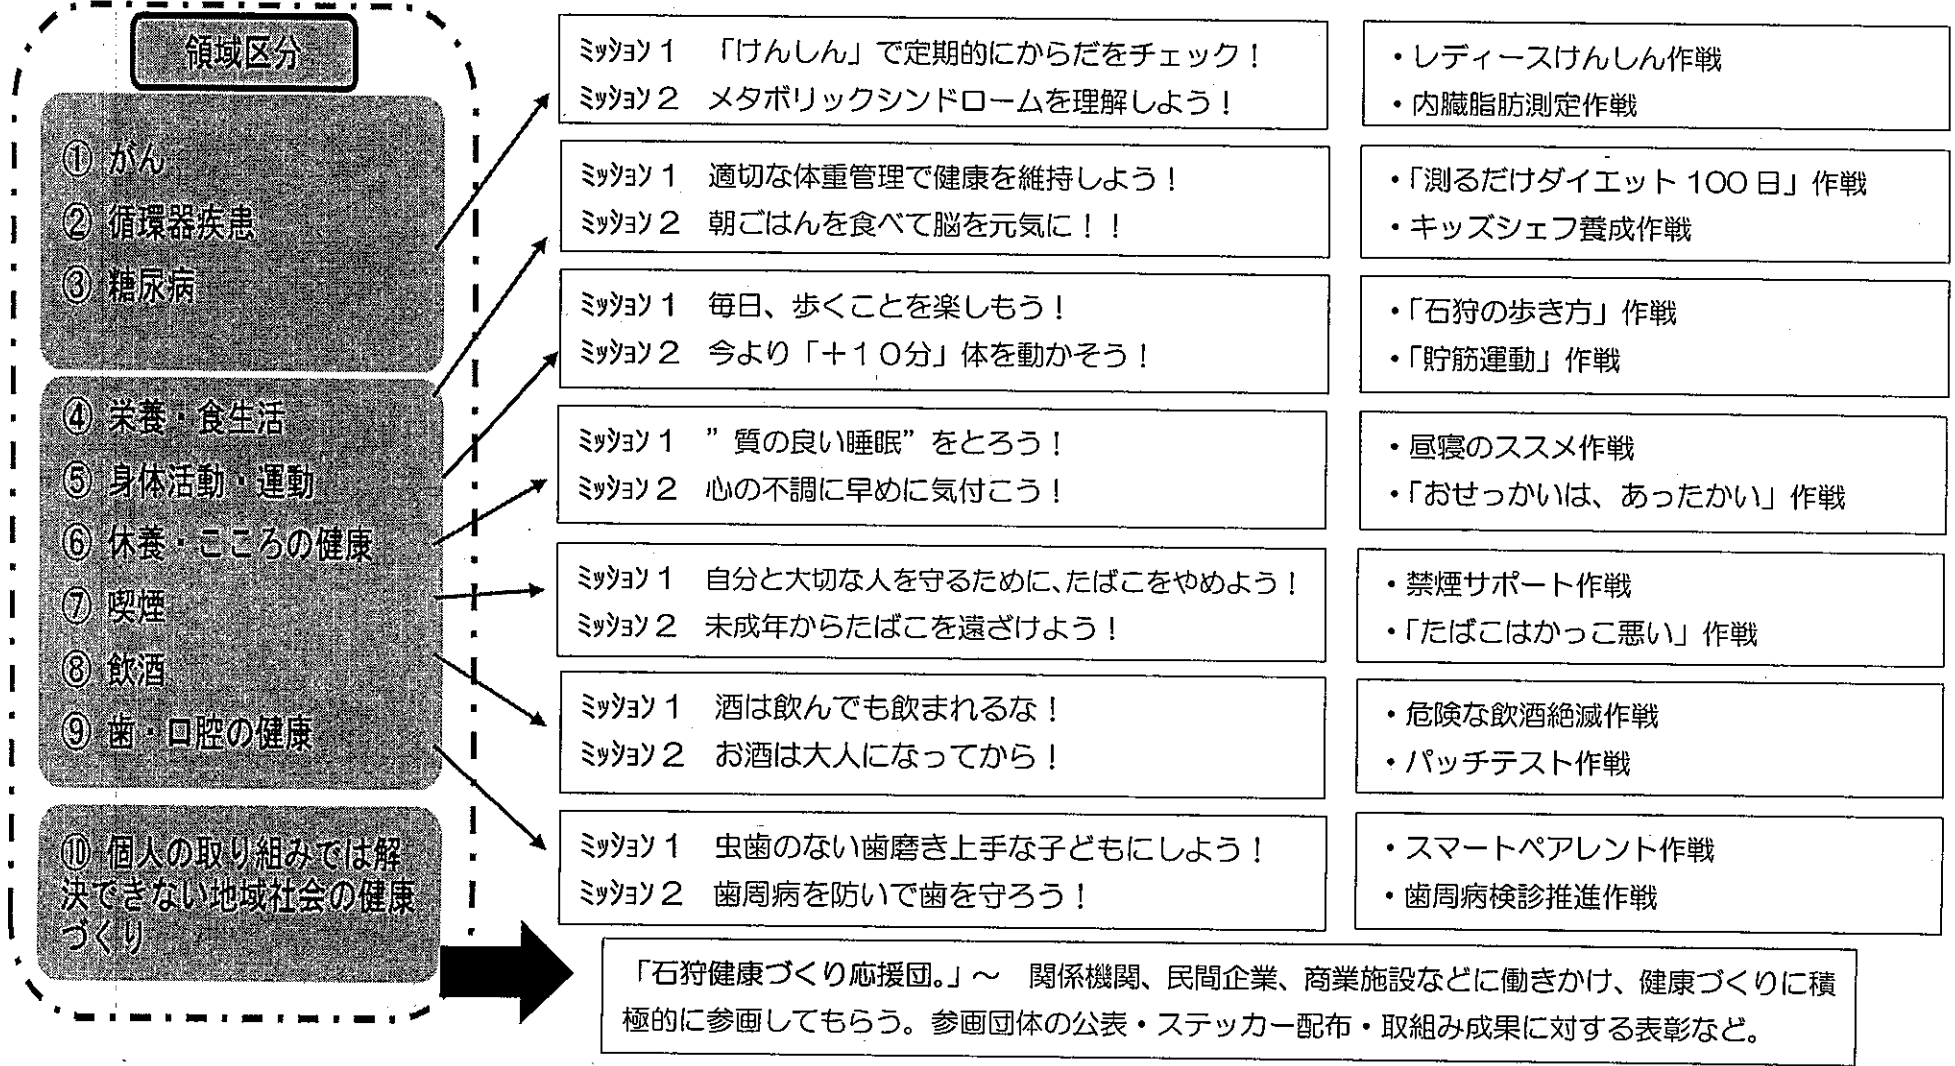 領域区分
① がん
② 循環器疾患
③ 糖尿病
④ 栄養・食生活
⑤ 身体活動・運動
⑥ 休養・こころの健康
⑦ 喫煙
⑧ 飲酒
⑨ 歯・口腔の健康
⑩ 個人の取り組みでは解
決できない地域社会の健康
づくり
ﾐｯｼｮﾝ１　「けんしん」で定期的にからだをチェック！
ﾐｯｼｮﾝ２　メタボリックシンドロームを理解しよう！
・レディースけんしん作戦
・内臓脂肪測定作戦
ﾐｯｼｮﾝ１　適切な体重管理で健康を維持しよう！
ﾐｯｼｮﾝ２　朝ごはんを食べて脳を元気に！！
・「測るだけダイエット 100 日」作戦
・キッズシェフ養成作戦
ﾐｯｼｮﾝ１　毎日、歩くことを楽しもう！
ﾐｯｼｮﾝ２　今より「＋１０分」体を動かそう！
・「石狩の歩き方」作戦
・「貯筋運動」作戦
ﾐｯｼｮﾝ１　”質の良い睡眠”をとろう！
ﾐｯｼｮﾝ２　心の不調に早めに気付こう！
・昼寝のススメ作戦
・「おせっかいは、あったかい」作戦
ﾐｯｼｮﾝ１　自分と大切な人を守るために、たばこをやめよう！
ﾐｯｼｮﾝ２　未成年からたばこを遠ざけよう！
・禁煙サポート作戦
・「たばこはかっこ悪い」作戦
ﾐｯｼｮﾝ１　酒は飲んでも飲まれるな！
ﾐｯｼｮﾝ２　お酒は大人になってから！
・危険な飲酒絶滅作戦
・パッチテスト作戦
ﾐｯｼｮﾝ１　虫歯のない歯磨き上手な子どもにしよう！
ﾐｯｼｮﾝ２　歯周病を防いで歯を守ろう！
・スマートペアレント作戦
・歯周病検診推進作戦
「石狩健康づくり応援団。」～　関係機関、民間企業、商業施設などに働きかけ、健康づくりに積
極的に参画してもらう。参画団体の公表・ステッカー配布・取組み成果に対する表彰など。